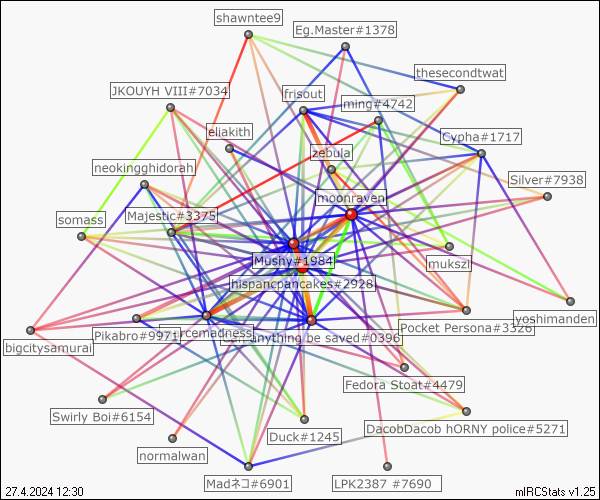 shawntee9
Eg.Master#1378
thesecondtwat
JKOUYH VIII#7034
frisout
ming#4742
eliakith
Cypha#1717
zebula
neokingghidorah
Silver#7938
moonraven
somass
Majestic#3375
mukszi
Mushy#1984
hispancpancakes#2926
yoshimanden
Pocket Persona#3326
Pikabro#9971
rcemadness
anything be saved#0396
bigcitysamurai
Fedora Stoat#4479
Swirly Boi#6154
DacobDacob hORNY police#5271
Duck#1245
normalwan
Madネコ#6901
LPK2387 #7690
27.4.2024 12:30
mIRCStats v1.25